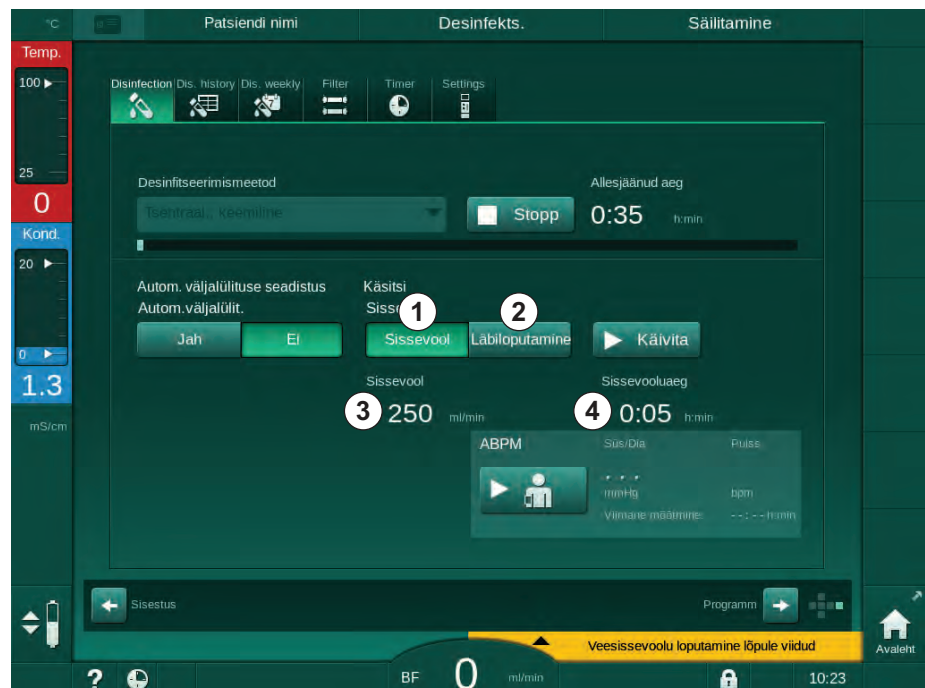 °C Patsiendi nimi Desinfekts. Säilitamine
Temp.
100
25
0
Kond.
20
0
1.3
mS/cm
Disinfection Dis. history Dis. weekly Filter Timer Settings
Desinfitseerimismeetod Allesjäänud aeg
Tsentraal., keemiline Stopp 0:35 h:min
Autom. väljalülituse seadistus Käsitsi
Autom.väljalülit.
1 2
Jah Ei Sissevool Läbiloputamine Käivita
Sissevool Sissevooluaeg
3 250 ml/min 4 0:05 h:min
ABPM Süs/Dia Pulss
mmHg bpm
Viimane mõõtmine: --:-- h:min
Sisestus Programm
Veesissevoolu loputamine lõpule viidud
Avaleht
? BF 0 ml/min 10:23